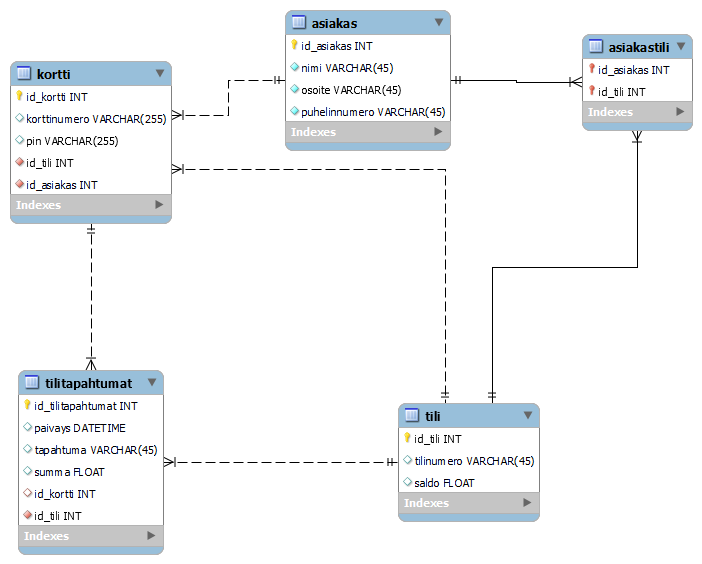 asiakas
id_asiakas INT
nimi VARCHAR(45)
osoite VARCHAR(45)
puhelinnumero VARCHAR(45)
Indexes
asiakastili
id_asiakas INT
id_tili INT
Indexes
kortti
id_kortti INT
korttinumero VARCHAR(255)
pin VARCHAR(255)
id_tili INT
id_asiakas INT
Indexes
tilitapahtumat
id_tilitapahtumat INT
paivays DATETIME
tapahtuma VARCHAR(45)
summa FLOAT
id_kortti INT
id_tili INT
Indexes
tili
id_tili INT
tilinumero VARCHAR(45)
saldo FLOAT
Indexes